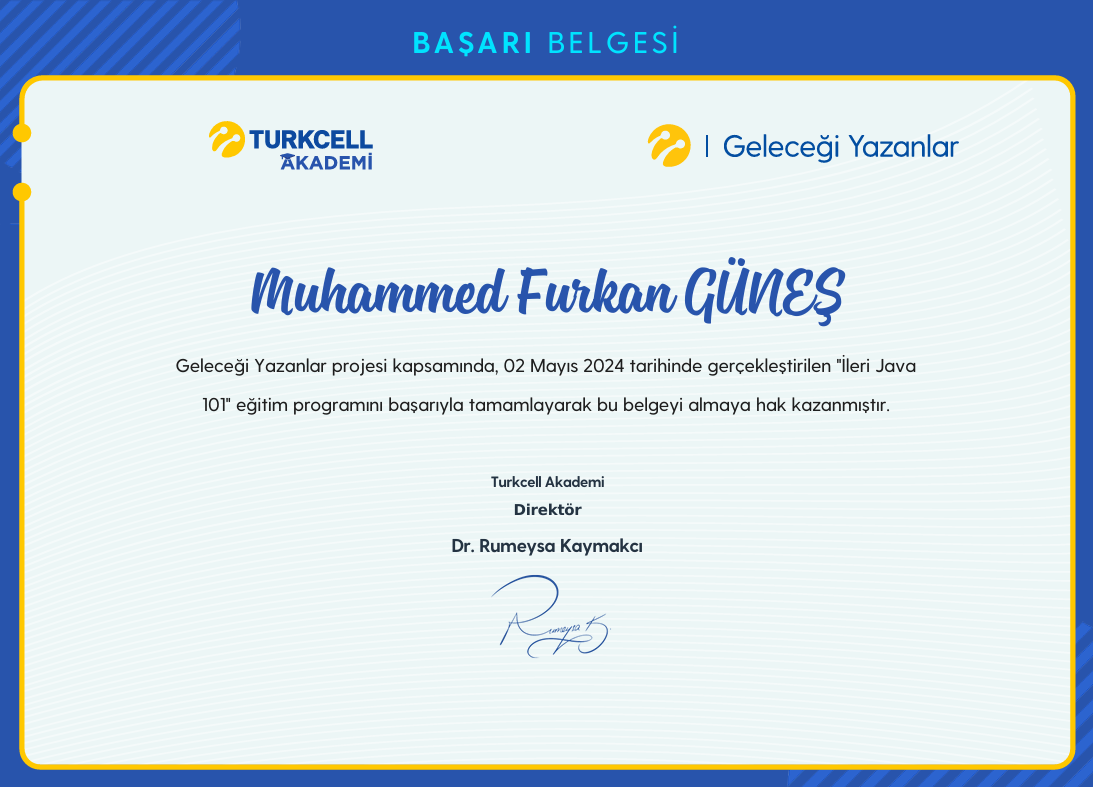 BAŞARI BELGESİ
TURKCELL
AKADEMİ
Geleceği Yazanlar
Muhammed Furkan GÜNEŞ
Geleceği Yazanlar projesi kapsamında, 02 Mayıs 2024 tarihinde gerçekleştirilen "İleri Java
101" eğitim programını başarıyla tamamlayarak bu belgeyi almaya hak kazanmıştır.
Turkcell Akademi
Direktör
Dr. Rumeysa Kaymakcı
Rumeysa K